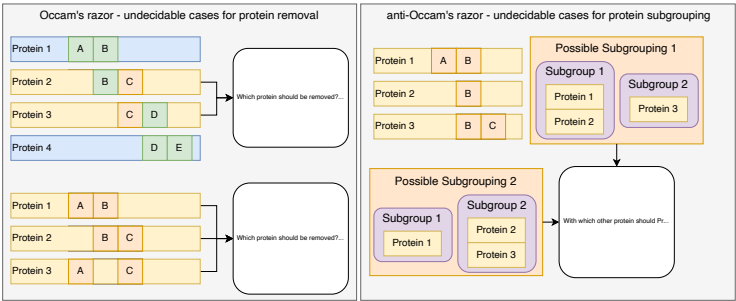 Occam's razor - undecidable cases for protein removal
Protein 1 A B
Protein 2 B C
Protein 3 C D
Protein 4 D E
Which protein should be removed?...
Protein 1 A B
Protein 2 B C
Protein 3 A C
Which protein should be removed?...
anti-Occam's razor - undecidable cases for protein subgrouping
Protein 1 A B
Protein 2 B
Protein 3 B C
Possible Subgrouping 1
Subgroup 1
Protein 1
Protein 2
Subgroup 2
Protein 3
Possible Subgrouping 2
Subgroup 1
Protein 1
Subgroup 2
Protein 2
Protein 3
With which other protein should Pr...